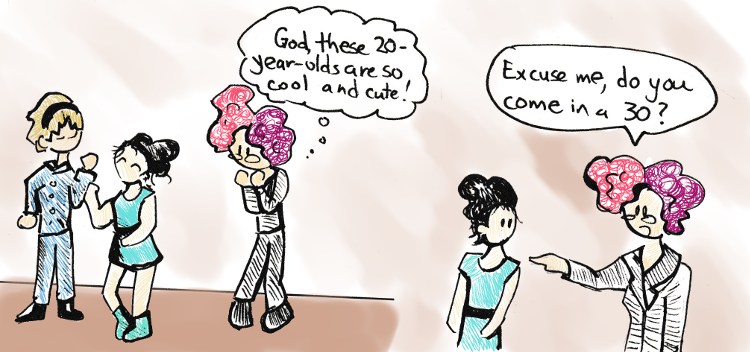 God, these 20-
year-olds are so
cool and cute!
Excuse me, do you
come in a 30?